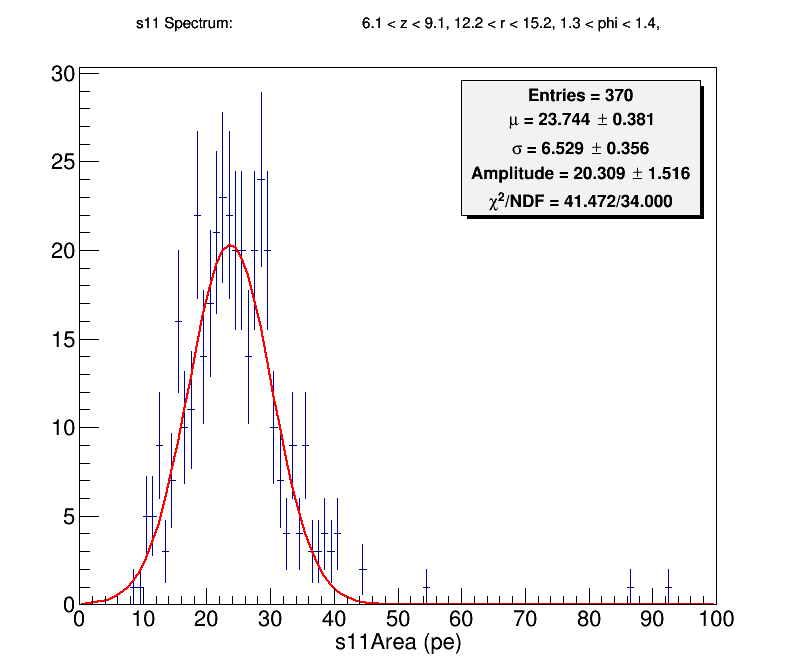 s11 Spectrum: 6.1 < z < 9.1, 12.2 < r < 15.2, 1.3 < phi < 1.4,
Entries = 370
μ = 23.744 ± 0.381
σ = 6.529 ± 0.356
Amplitude = 20.309 ± 1.516
χ²/NDF = 41.472/34.000
30
25
20
15
10
5
0
0 10 20 30 40 50 60 70 80 90 100
s11Area (pe)